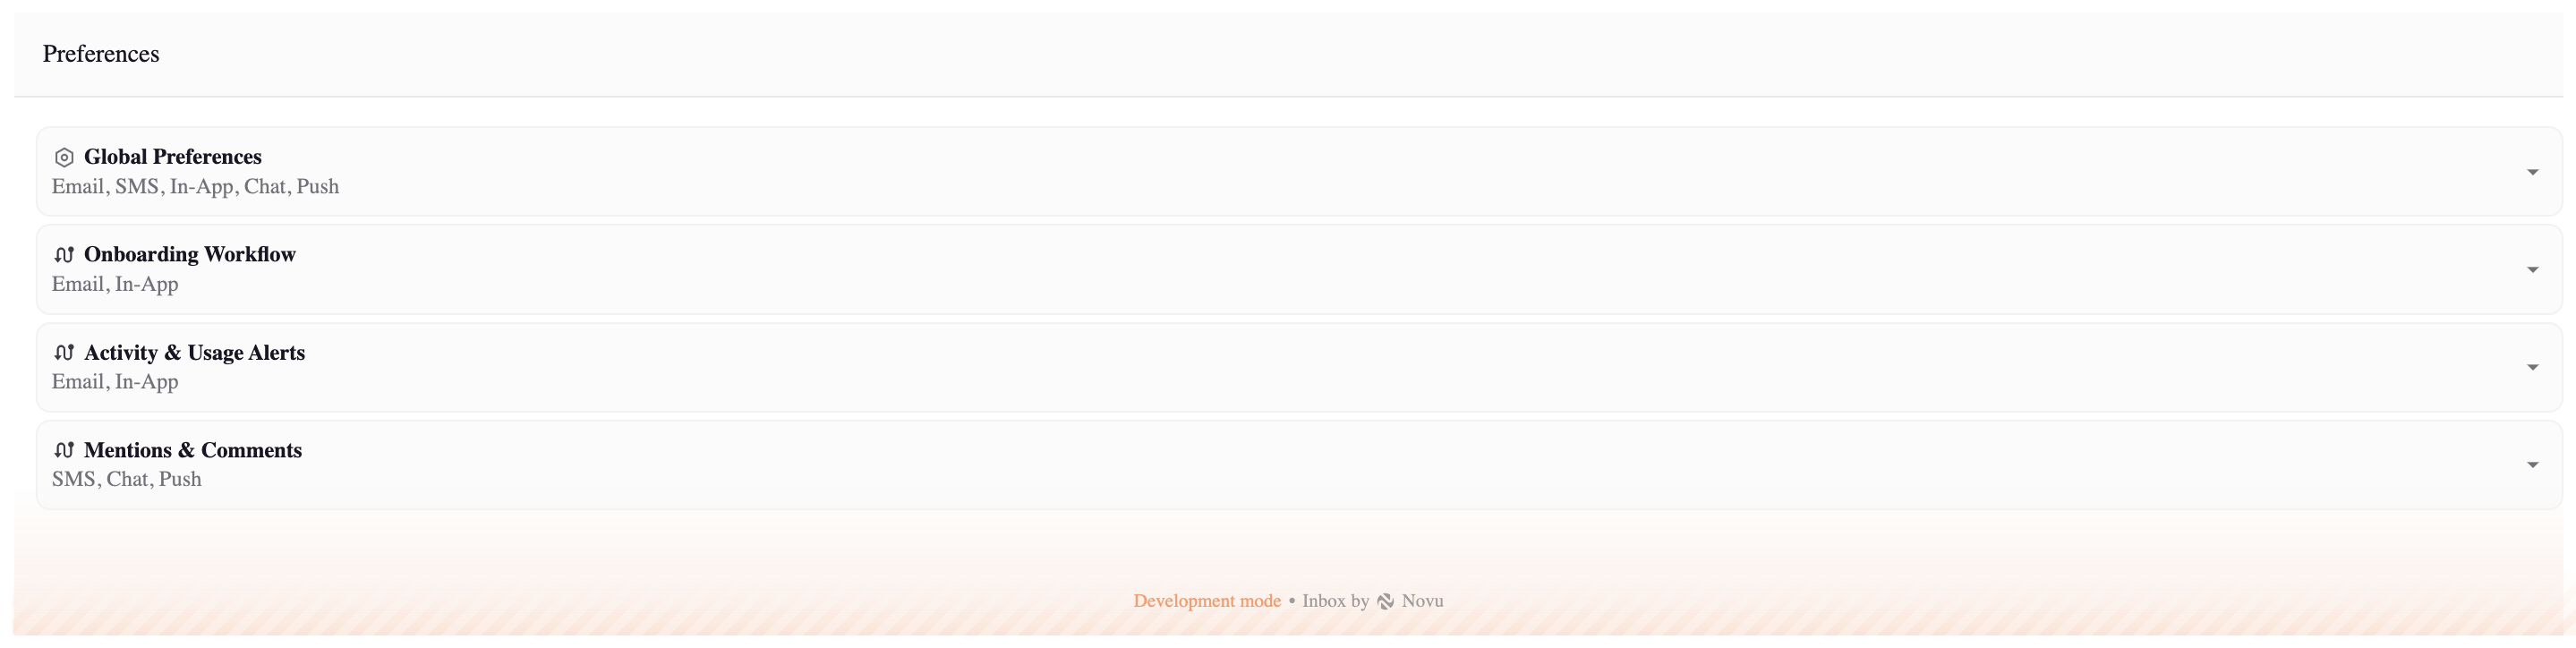 Preferences
Global Preferences
Email, SMS, In-App, Chat, Push
Onboarding Workflow
Email, In-App
Activity & Usage Alerts
Email, In-App
Mentions & Comments
SMS, Chat, Push
Development mode • Inbox by Novu